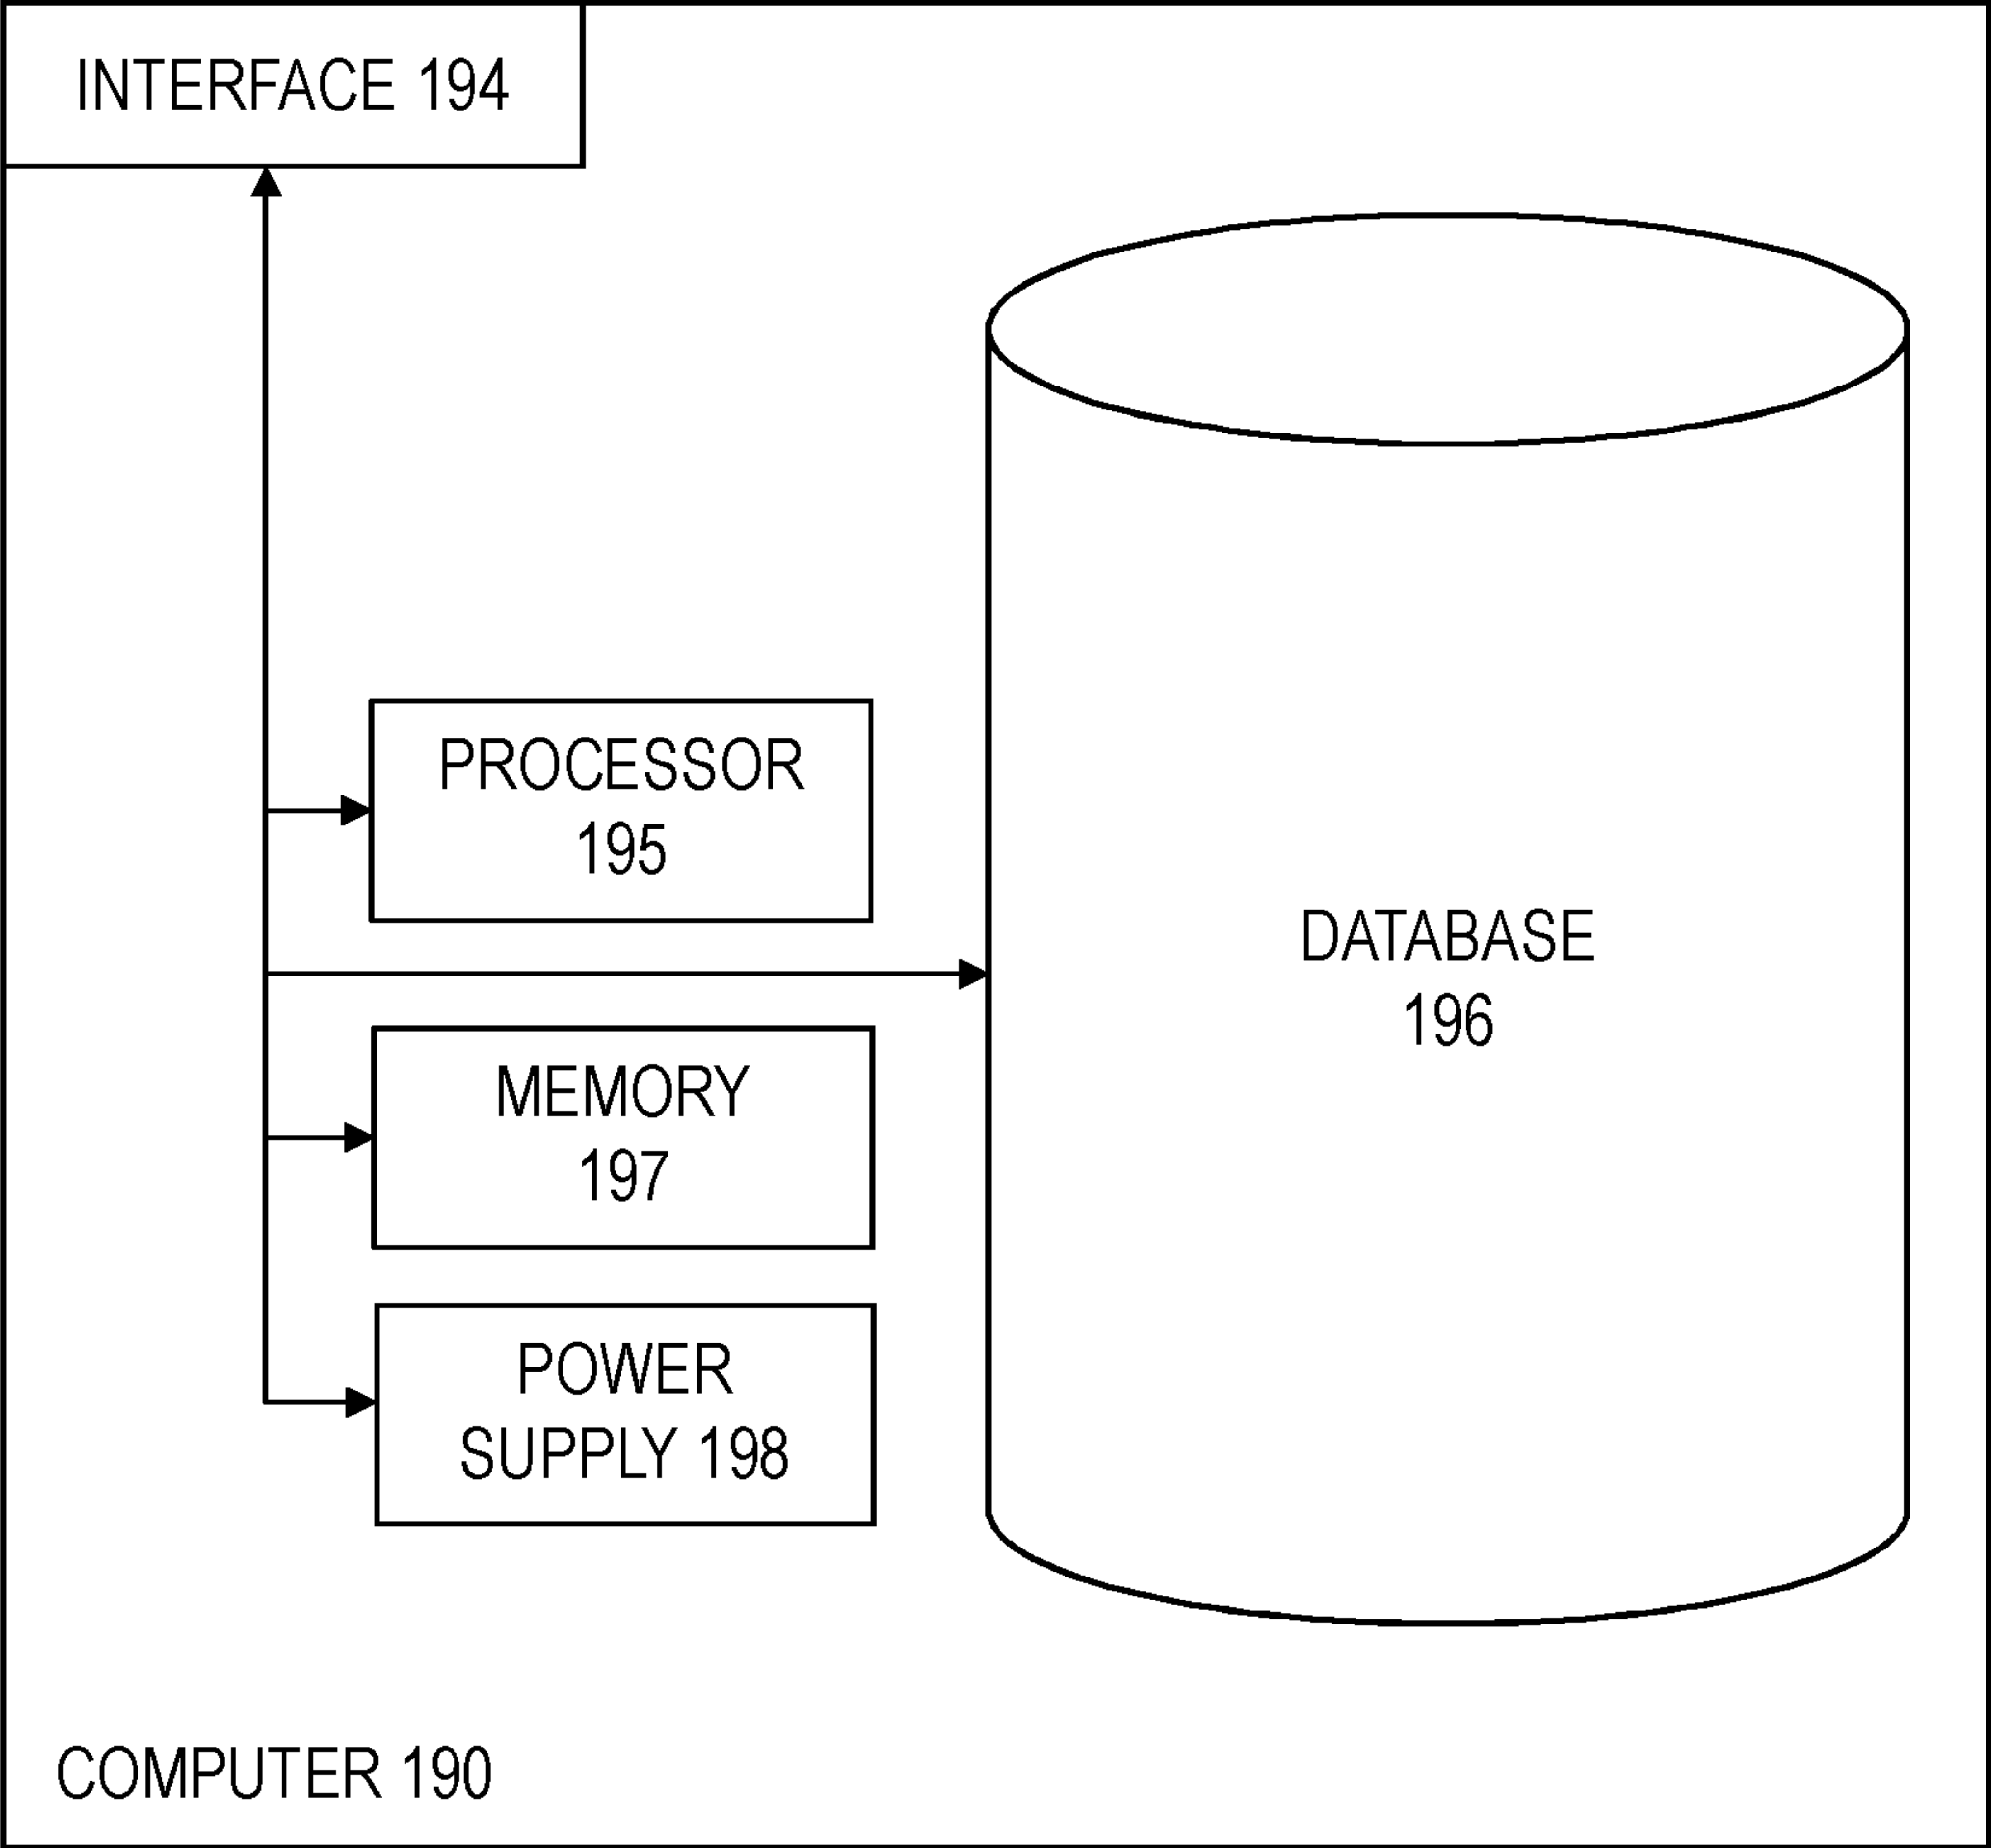 INTERFACE 194
PROCESSOR
195
DATABASE
196
MEMORY
197
POWER
SUPPLY 198
COMPUTER 190